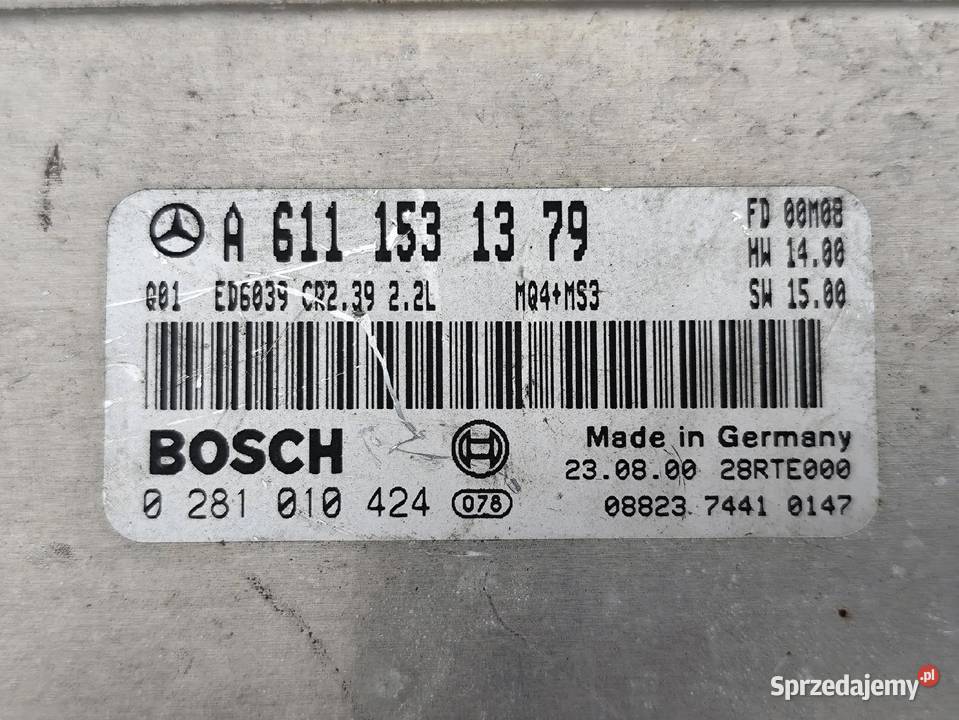 A 611 153 13 79
FD 00M08
HW 14.00
Q01 ED6039 CR2.39 2.2L MQ4+MS3
SW 15.00
BOSCH
Made in Germany
23.08.00 28RTE000
0 281 010 424 078
08823 7441 0147
Sprzedajemy.pl